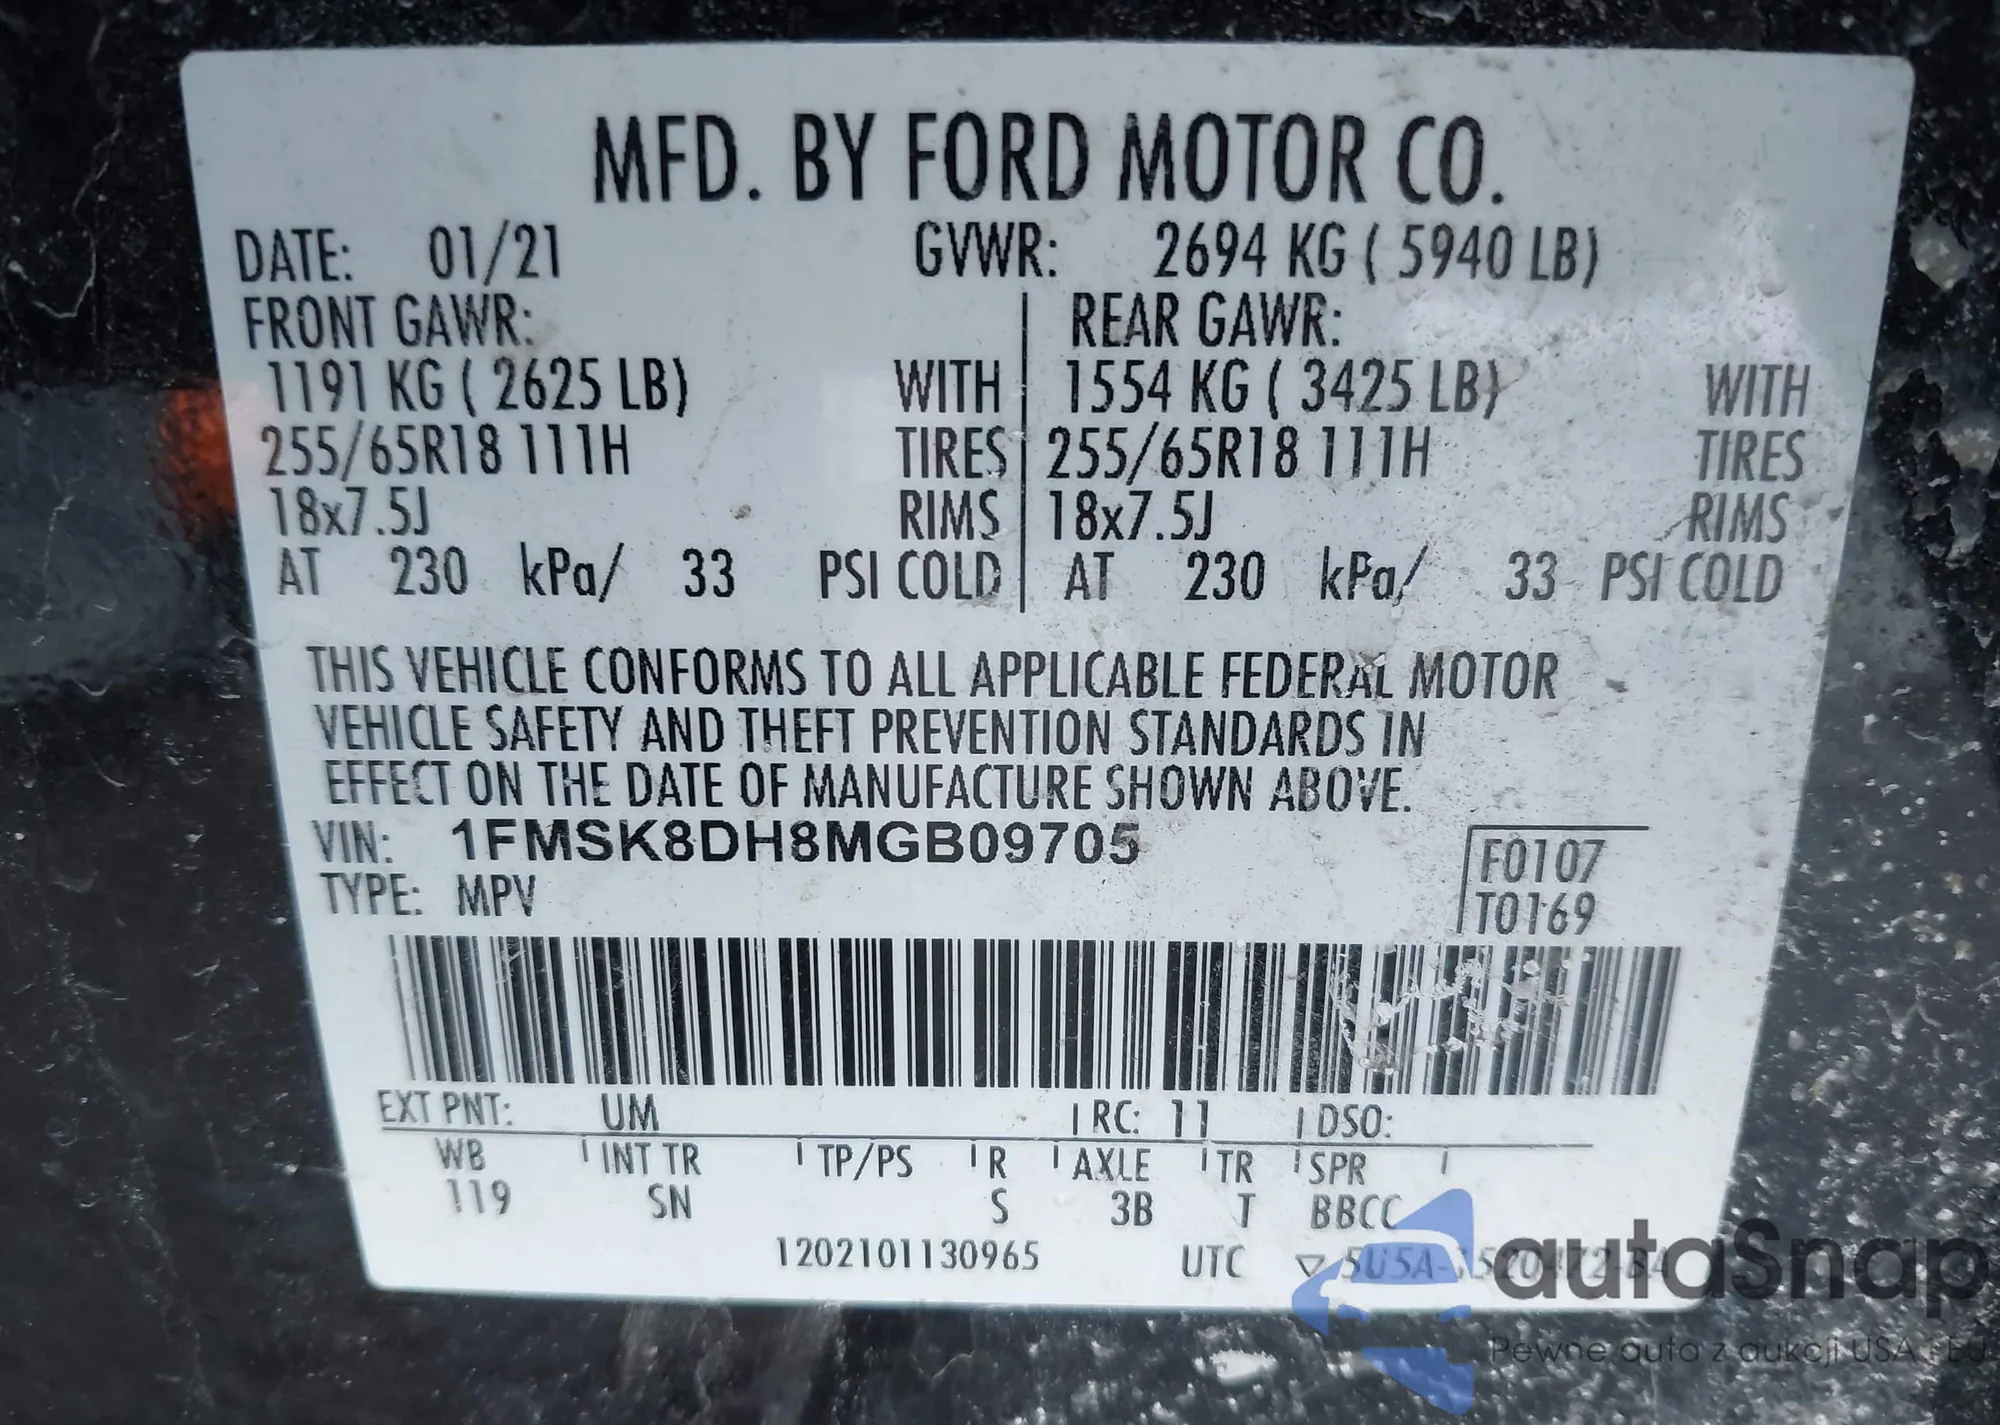 MFD. BY FORD MOTOR CO.
DATE: 01/21 GVWR: 2694 KG ( 5940 LB)
FRONT GAWR: REAR GAWR:
1191 KG ( 2625 LB) WITH 1554 KG ( 3425 LB) WITH
255/65R18 111H TIRES 255/65R18 111H TIRES
18x7.5J RIMS 18x7.5J RIMS
AT 230 kPa/ 33 PSI COLD AT 230 kPa/ 33 PSI COLD
THIS VEHICLE CONFORMS TO ALL APPLICABLE FEDERAL MOTOR
VEHICLE SAFETY AND THEFT PREVENTION STANDARDS IN
EFFECT ON THE DATE OF MANUFACTURE SHOWN ABOVE.
VIN: 1FMSK8DH8MGB09705
F0107
TYPE: MPV
T0169
EXT PNT: UM RC: 11 DSO:
WB INT TR TP/PS R AXLE TR SPR
119 SN S 3B T BBCC
1202101130965 UTC
autoSnap
Pewne auta z aukcji USA i EU